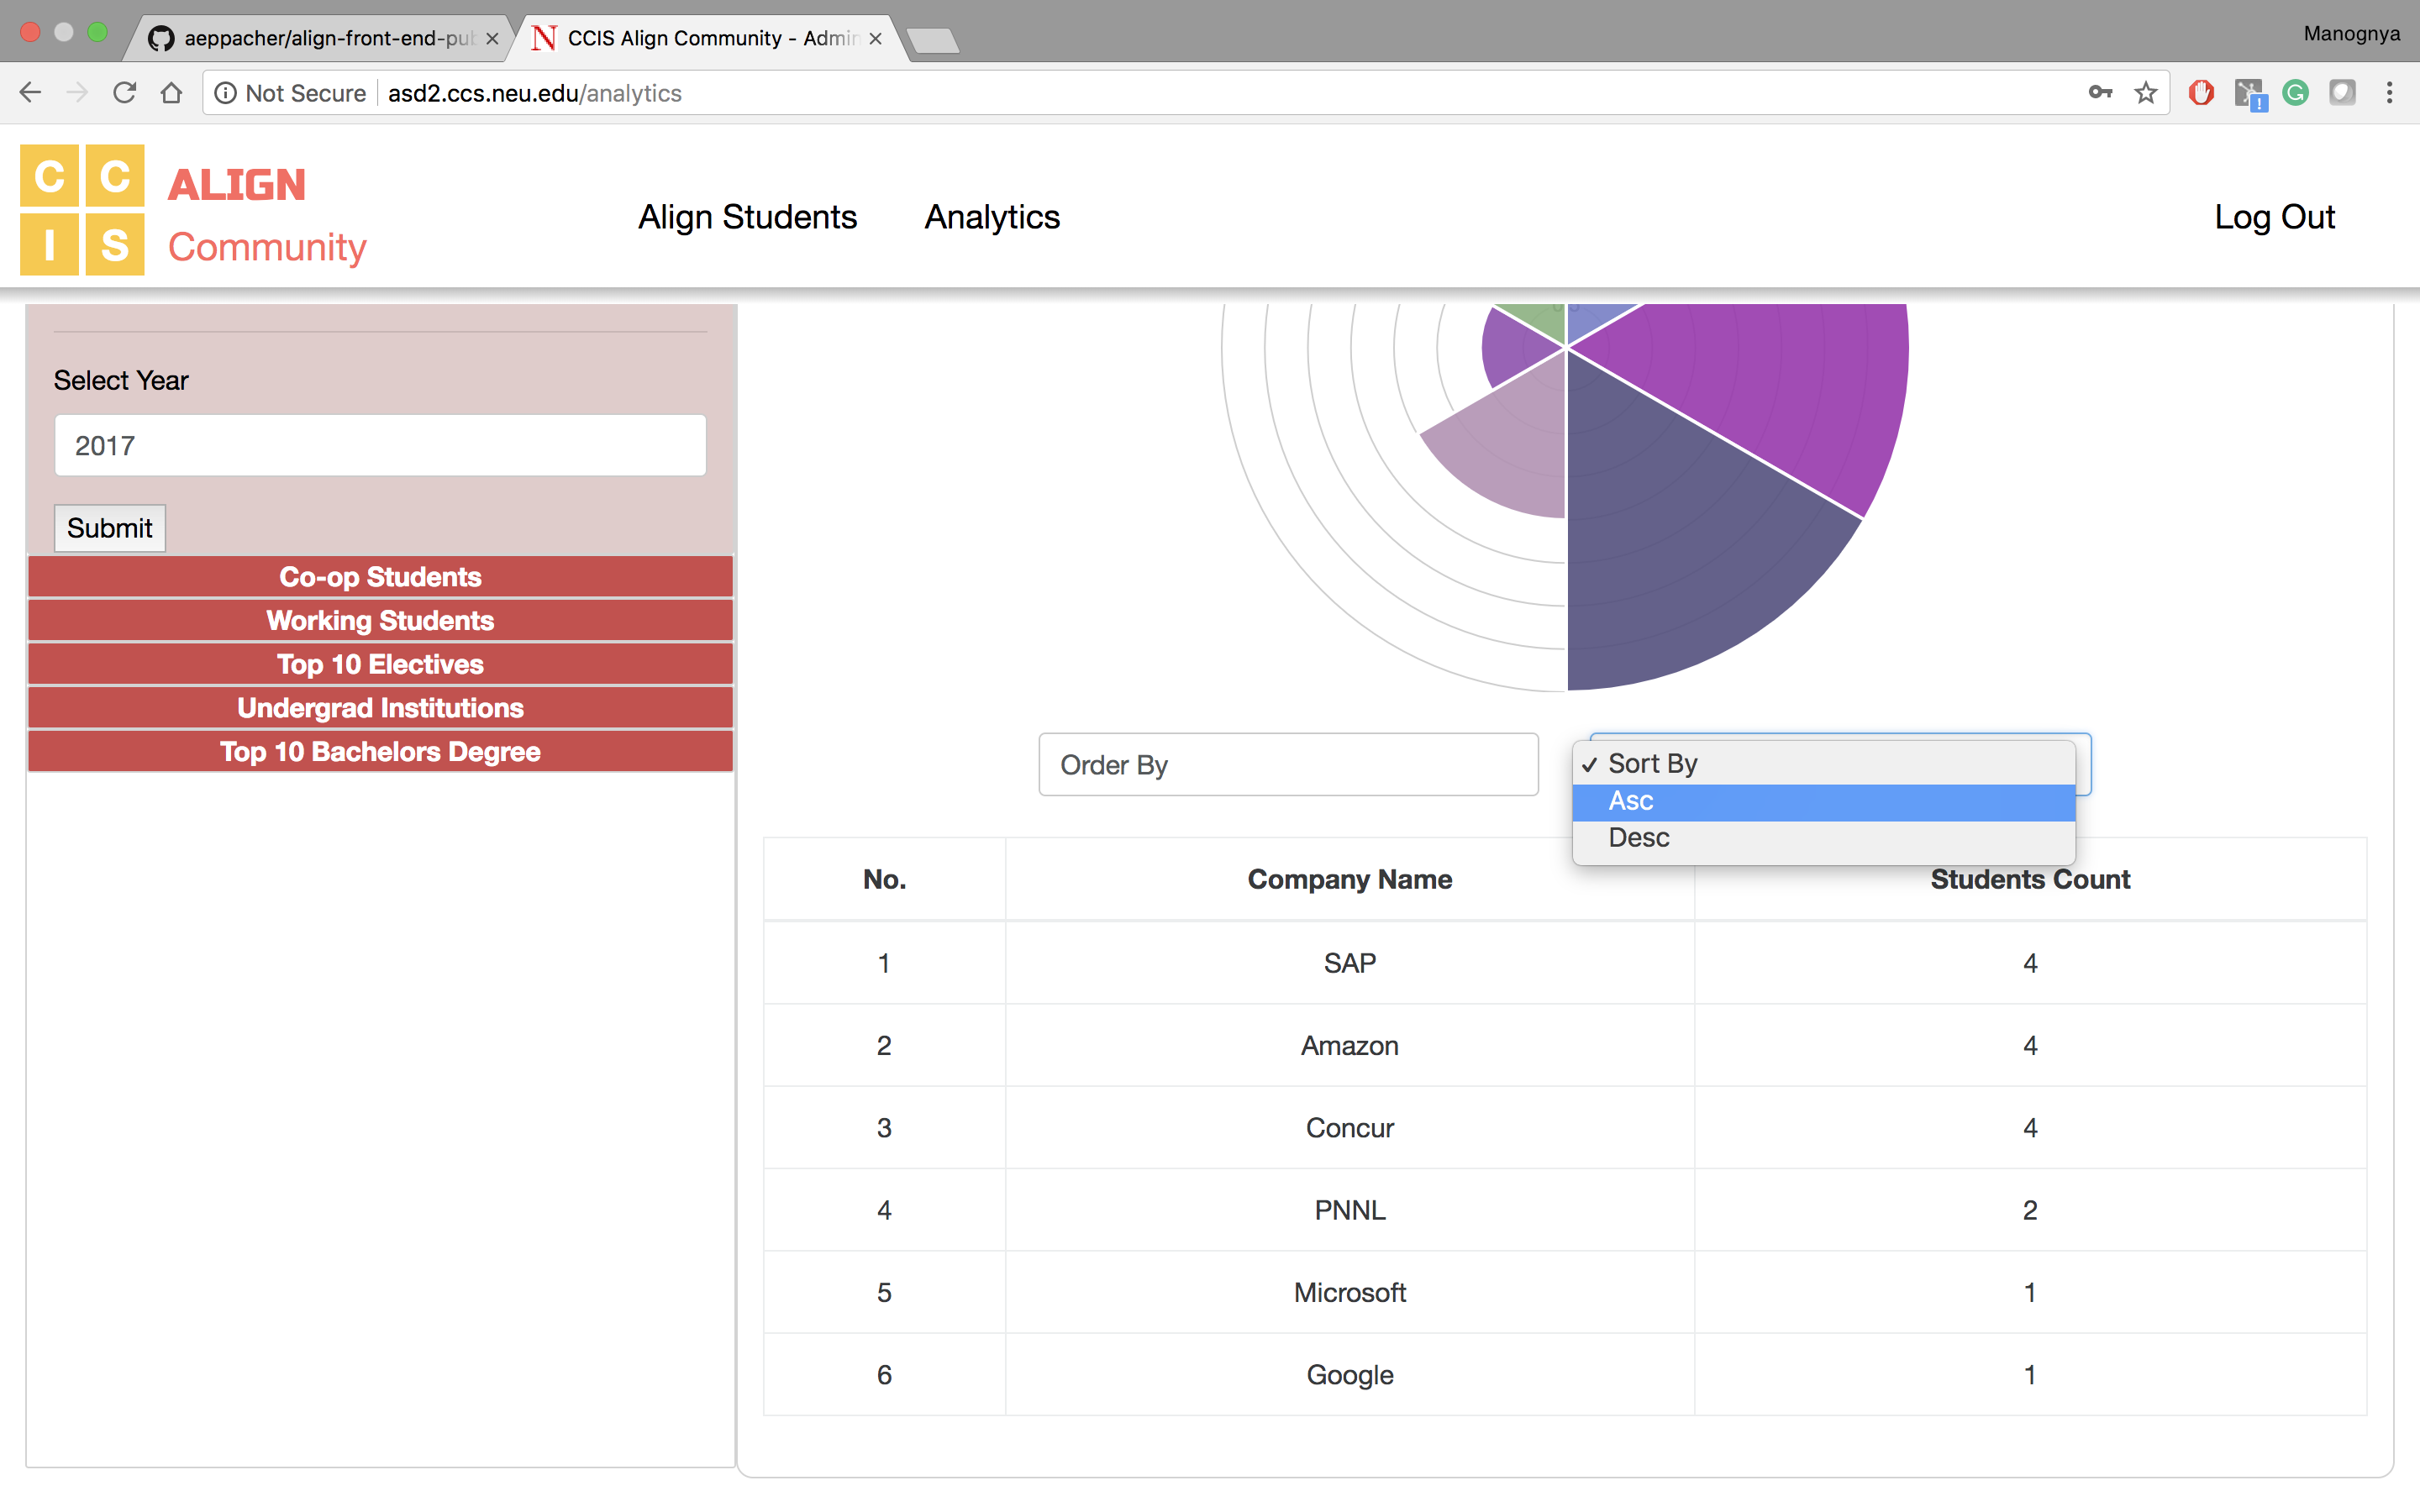 Manognya
aeppacher/align-front-end-pub
CCIS Align Community - Admin
Not Secure asd2.ccs.neu.edu/analytics
C C
I S
ALIGN
Community
Align Students
Analytics
Log Out
Select Year
2017
Submit
Co-op Students
Working Students
Top 10 Electives
Undergrad Institutions
Top 10 Bachelors Degree
Order By
✓ Sort By
Asc
Desc
No. Company Name Students Count
1 SAP 4
2 Amazon 4
3 Concur 4
4 PNNL 2
5 Microsoft 1
6 Google 1